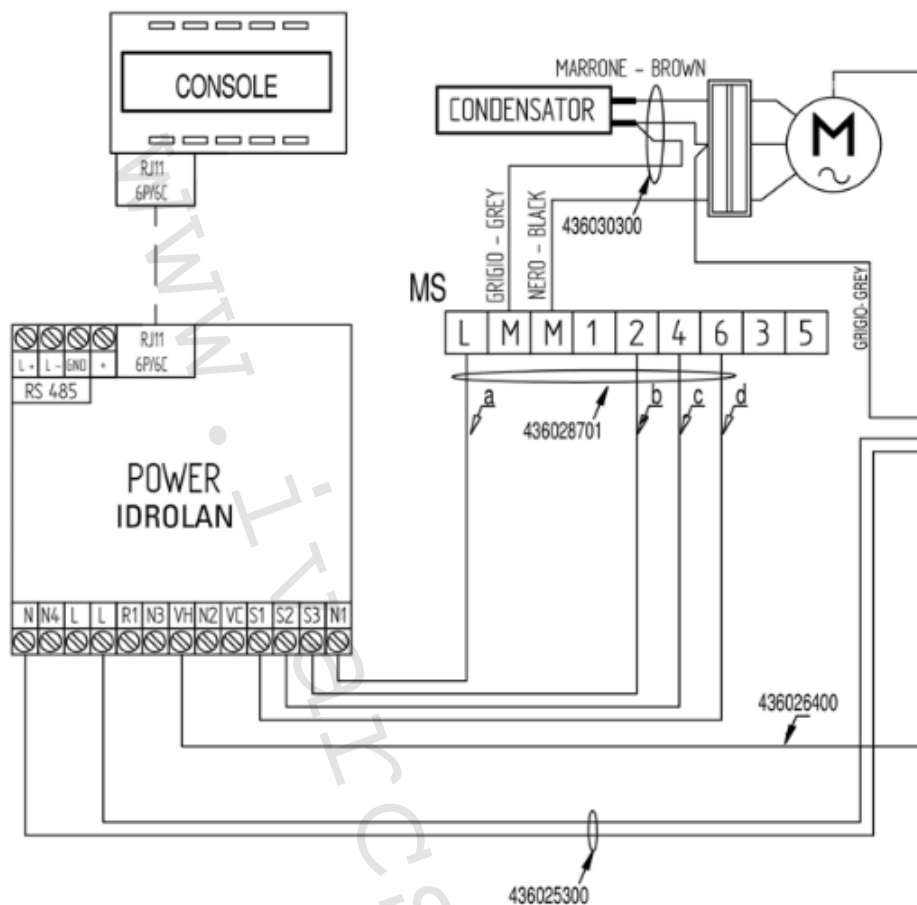 CONSOLE
RJ11
6P/6C
MARRONE - BROWN
CONDENSATOR
M
436030300
GRIGIO - GREY
NERO - BLACK
MS
L M M 1 2 4 6 3 5
GRIGIO-GREY
a b c d
436028701
L+ L- GND +
RJ11
6P/6C
RS 485
POWER
IDROLAN
N N4 L L R1 N3 VH N2 VC S1 S2 S3 N1
436026400
436025300
www.ivarcs